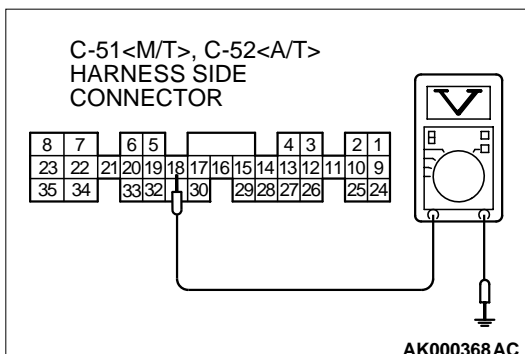 C-51<M/T>, C-52<A/T>
HARNESS SIDE
CONNECTOR
V
8 7 6 5 4 3 2 1
23 22 21 20 19 18 17 16 15 14 13 12 11 10 9
35 34 33 32 30 29 28 27 26 25 24
AK000368AC